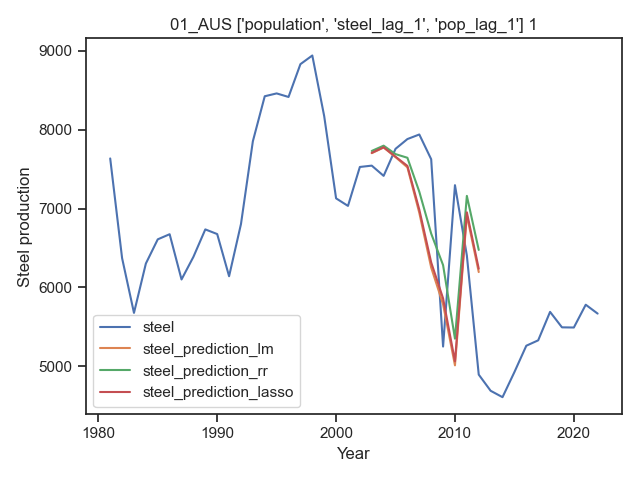 01_AUS ['population', 'steel_lag_1', 'pop_lag_1'] 1
Steel production
9000
8000
7000
6000
5000
steel
steel_prediction_lm
steel_prediction_rr
steel_prediction_lasso
1980
1990
2000
2010
2020
Year